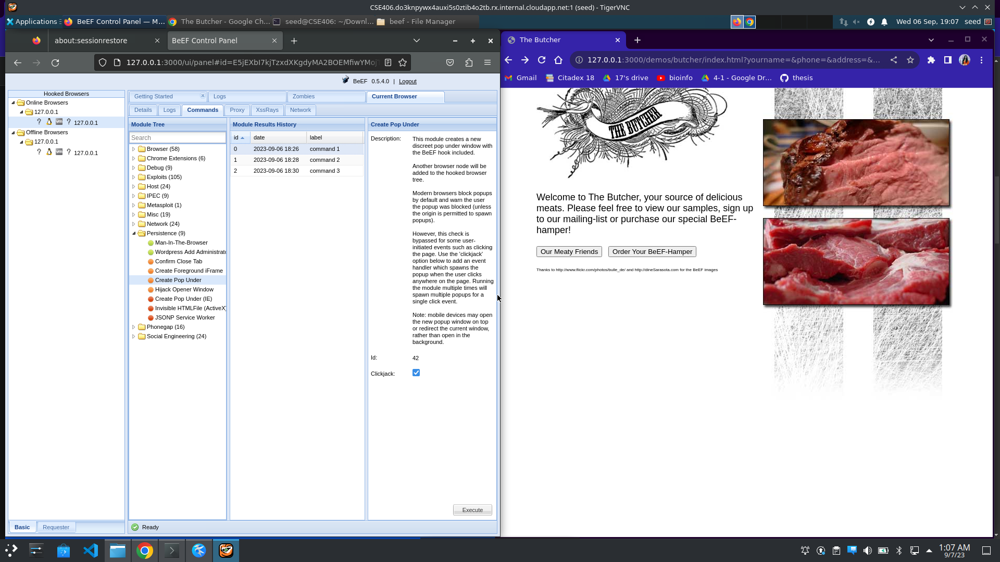 CSE406.do3knpywx4auxi5s0ztib4o2tb.rx.internal.cloudapp.net:1 (seed) - TigerVNC
Applications
BeEF Control Panel — M...
The Butcher - Google Ch...
seed@CSE406: ~/Downl...
beef - File Manager
Wed 06 Sep, 19:07
seed
about:sessionrestore
BeEF Control Panel
127.0.0.1:3000/ui/panel#id=E5jEXbI7kjTzxdXKgdyMA2BOEMfiwYMoj
BeEF 0.5.4.0 | Logout
Hooked Browsers
Online Browsers
127.0.0.1
? vm ? 127.0.0.1
Offline Browsers
127.0.0.1
? vm ? 127.0.0.1
Basic
Requester
Getting Started
Logs
Zombies
Current Browser
Details
Logs
Commands
Proxy
XssRays
Network
Module Tree
Search
Browser (58)
Chrome Extensions (6)
Debug (9)
Exploits (105)
Host (24)
IPEC (9)
Metasploit (1)
Misc (19)
Network (24)
Persistence (9)
Man-In-The-Browser
Wordpress Add Administrato
Confirm Close Tab
Create Foreground iFrame
Create Pop Under
Hijack Opener Window
Create Pop Under (IE)
Invisible HTMLFile (ActiveX)
JSONP Service Worker
Phonegap (16)
Social Engineering (24)
Module Results History
id date label
0 2023-09-06 18:26 command 1
1 2023-09-06 18:28 command 2
2 2023-09-06 18:30 command 3
Create Pop Under
Description:
This module creates a new
discreet pop under window with
the BeEF hook included.
Another browser node will be
added to the hooked browser
tree.
Modern browsers block popups
by default and warn the user
the popup was blocked (unless
the origin is permitted to spawn
popups).
However, this check is
bypassed for some user-
initiated events such as clicking
the page. Use the 'clickjack'
option below to add an event
handler which spawns the
popup when the user clicks
anywhere on the page. Running
the module multiple times will
spawn multiple popups for a
single click event.
Note: mobile devices may open
the new popup window on top
or redirect the current window,
rather than open in the
background.
Id: 42
Clickjack:
Execute
Ready
The Butcher
127.0.0.1:3000/demos/butcher/index.html?yourname=&phone=&address=&...
Gmail
Citadex 18
17's drive
bioinfo
4-1 - Google Dr...
thesis
THE BUTCHER
Welcome to The Butcher, your source of delicious
meats. Please feel free to view our samples, sign up
to our mailing-list or purchase our special BeEF-
hamper!
Our Meaty Friends
Order Your BeEF-Hamper
Thanks to http://www.flickr.com/photos/bulle_de/ and http://dineSarasota.com for the BeEF images
1:07 AM
9/7/23